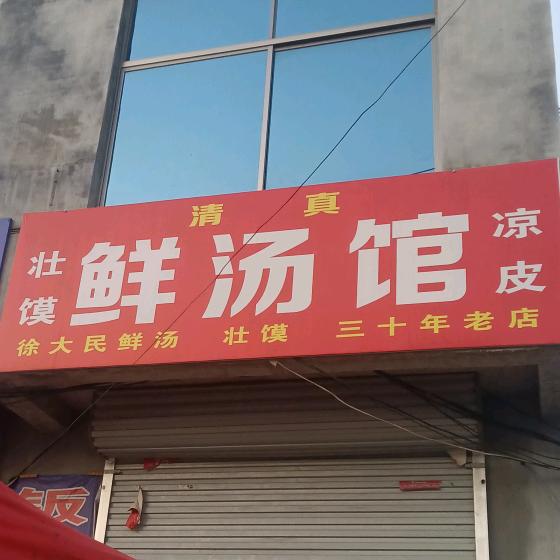 清真
壮馍
鲜汤馆
凉皮
徐大民鲜汤 壮馍 三十年老店
饭